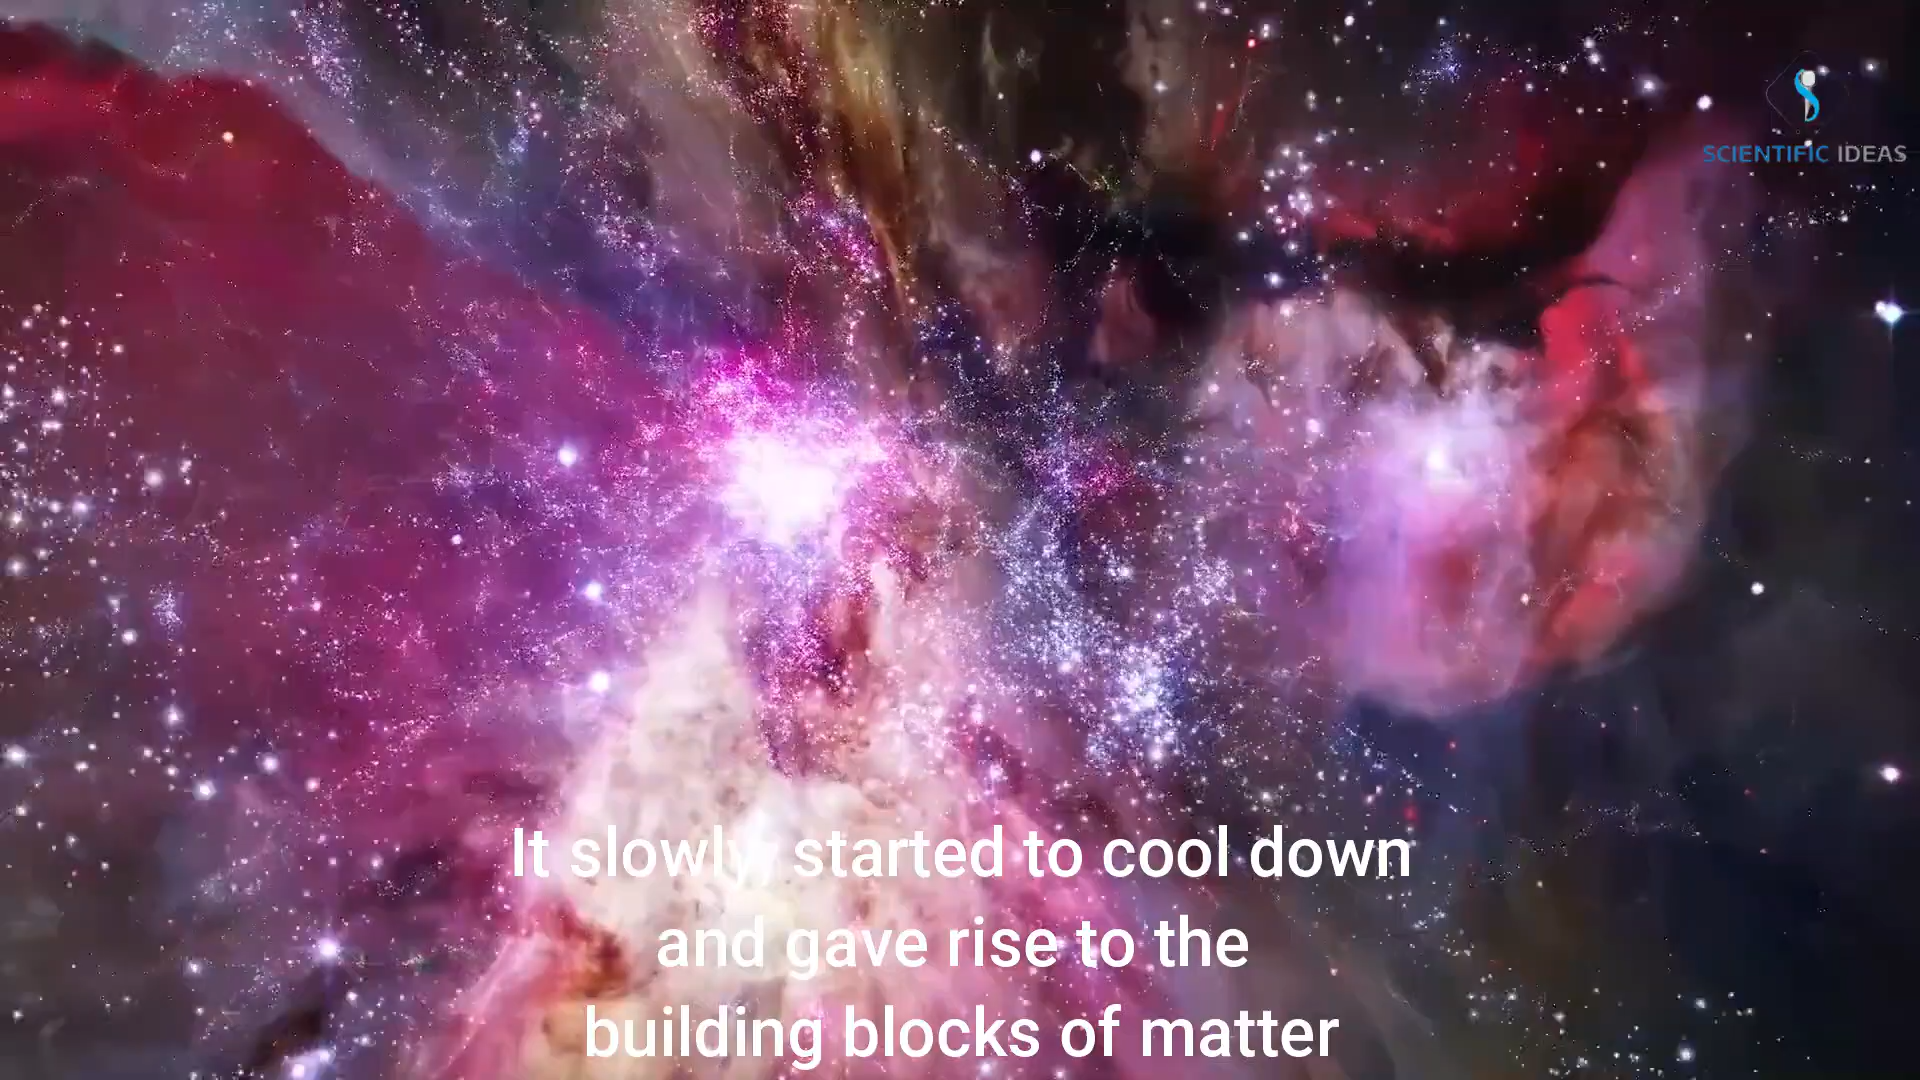 SCIENTIFIC IDEAS
It slowly, started to cool down
and gave rise to the
building blocks of matter